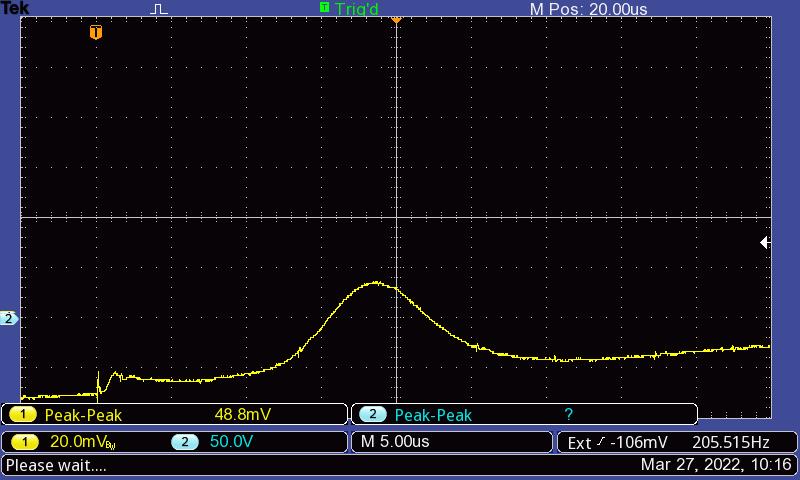 Tek T Trig'd M Pos: 20.00us
T
2
1 Peak-Peak 48.8mV 2 Peak-Peak ?
1 20.0mVBW 2 50.0V M 5.00us Ext -106mV 205.515Hz
Please wait.... Mar 27, 2022, 10:16